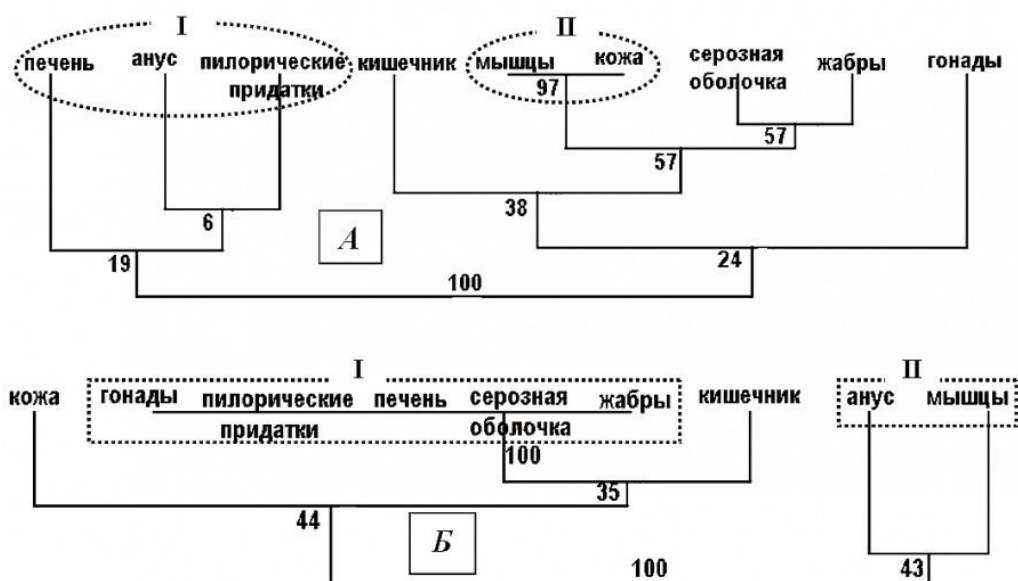 I II
печень анус пилорические придатки кишечник мышцы кожа серозная оболочка жабры гонады
97
57
57
6
38
А
19
24
100
I II
кожа гонады пилорические придатки печень серозная оболочка жабры кишечник анус мышцы
100
35
44
Б
100
43